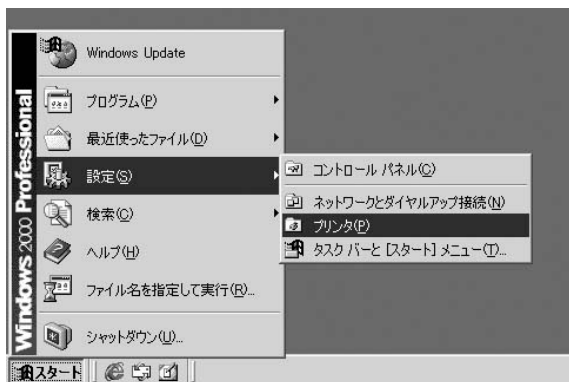 Windows Update
プログラム(P)
最近使ったファイル(D)
設定(S)
検索(C)
ヘルプ(H)
ファイル名を指定して実行(R)...
シャットダウン(U)...
Windows 2000 Professional
コントロール パネル(C)
ネットワークとダイヤルアップ接続(N)
プリンタ(P)
タスク バーと [スタート] メニュー(T)...
スタート